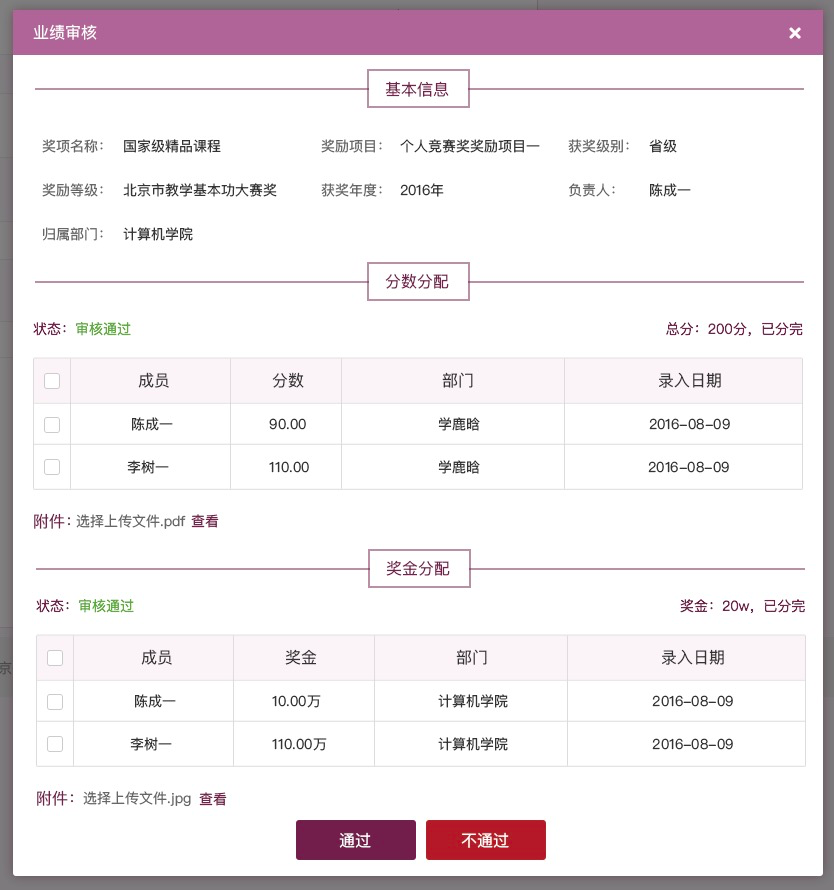 业绩审核
基本信息
奖项名称： 国家级精品课程 奖励项目： 个人竞赛奖奖励项目一 获奖级别： 省级
奖励等级： 北京市教学基本功大赛奖 获奖年度： 2016年 负责人： 陈成一
归属部门： 计算机学院
分数分配
状态：审核通过 总分：200分，已分完
成员 分数 部门 录入日期
陈成一 90.00 学鹿晗 2016-08-09
李树一 110.00 学鹿晗 2016-08-09
附件：选择上传文件.pdf 查看
奖金分配
状态：审核通过 奖金：20w，已分完
成员 奖金 部门 录入日期
陈成一 10.00万 计算机学院 2016-08-09
李树一 110.00万 计算机学院 2016-08-09
京
附件：选择上传文件.jpg 查看
通过 不通过